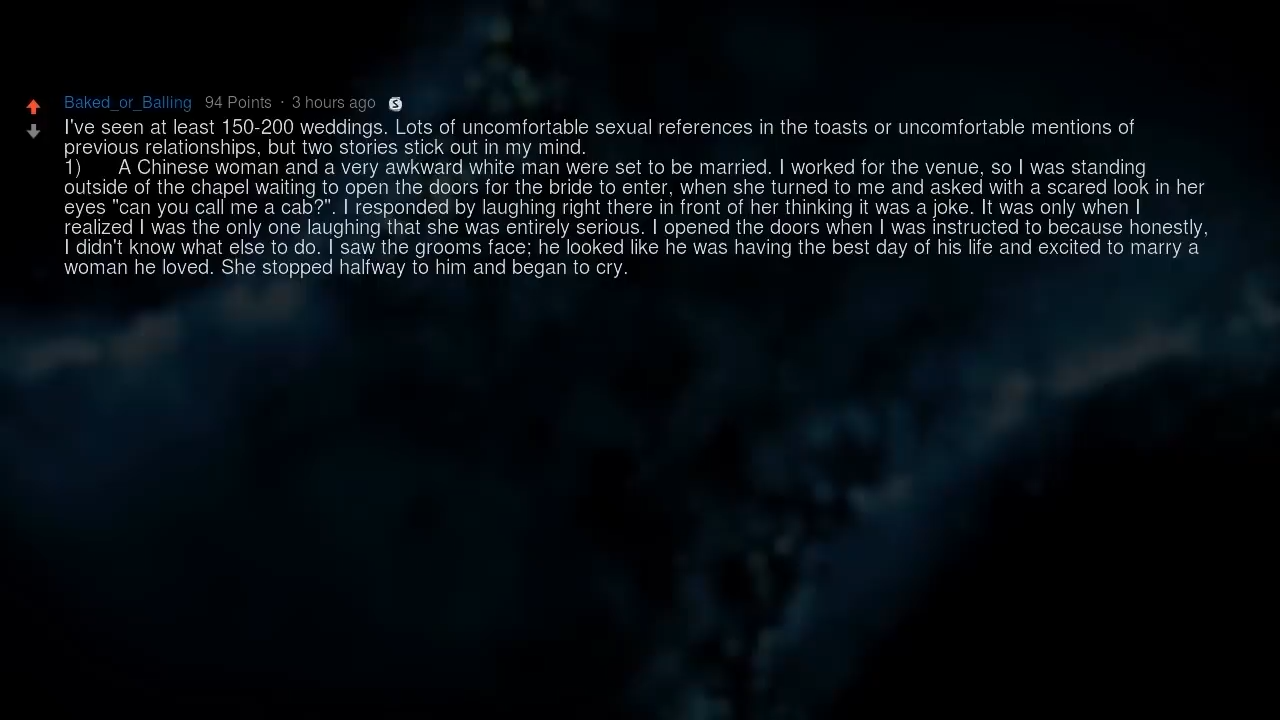 Baked_or_Balling 94 Points · 3 hours ago
I've seen at least 150-200 weddings. Lots of uncomfortable sexual references in the toasts or uncomfortable mentions of
previous relationships, but two stories stick out in my mind.
1) A Chinese woman and a very awkward white man were set to be married. I worked for the venue, so I was standing
outside of the chapel waiting to open the doors for the bride to enter, when she turned to me and asked with a scared look in her
eyes "can you call me a cab?". I responded by laughing right there in front of her thinking it was a joke. It was only when I
realized I was the only one laughing that she was entirely serious. I opened the doors when I was instructed to because honestly,
I didn't know what else to do. I saw the grooms face; he looked like he was having the best day of his life and excited to marry a
woman he loved. She stopped halfway to him and began to cry.